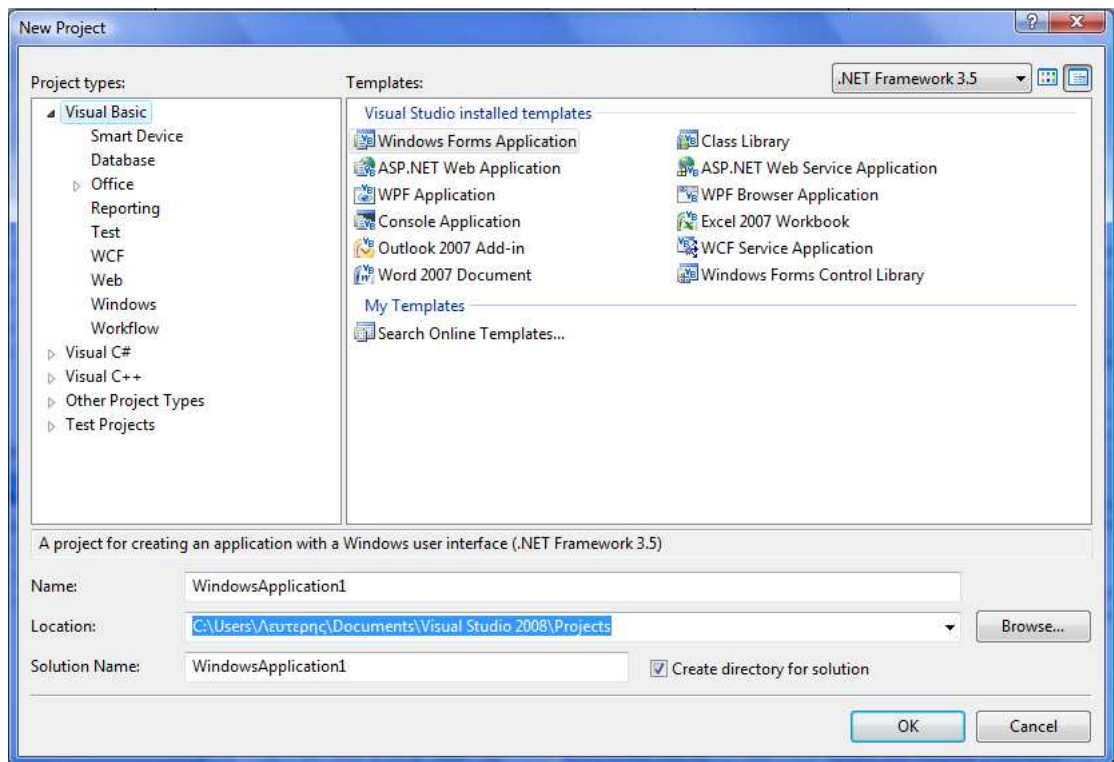 New Project
Project types:
Templates:
.NET Framework 3.5
Visual Basic
Smart Device
Database
Office
Reporting
Test
WCF
Web
Windows
Workflow
Visual C#
Visual C++
Other Project Types
Test Projects
Visual Studio installed templates
Windows Forms Application
Class Library
ASP.NET Web Application
ASP.NET Web Service Application
WPF Application
WPF Browser Application
Console Application
Excel 2007 Workbook
Outlook 2007 Add-in
WCF Service Application
Word 2007 Document
Windows Forms Control Library
My Templates
Search Online Templates...
A project for creating an application with a Windows user interface (.NET Framework 3.5)
Name:
WindowsApplication1
Location:
C:\Users\Λευτερης\Documents\Visual Studio 2008\Projects
Browse...
Solution Name:
WindowsApplication1
Create directory for solution
OK
Cancel